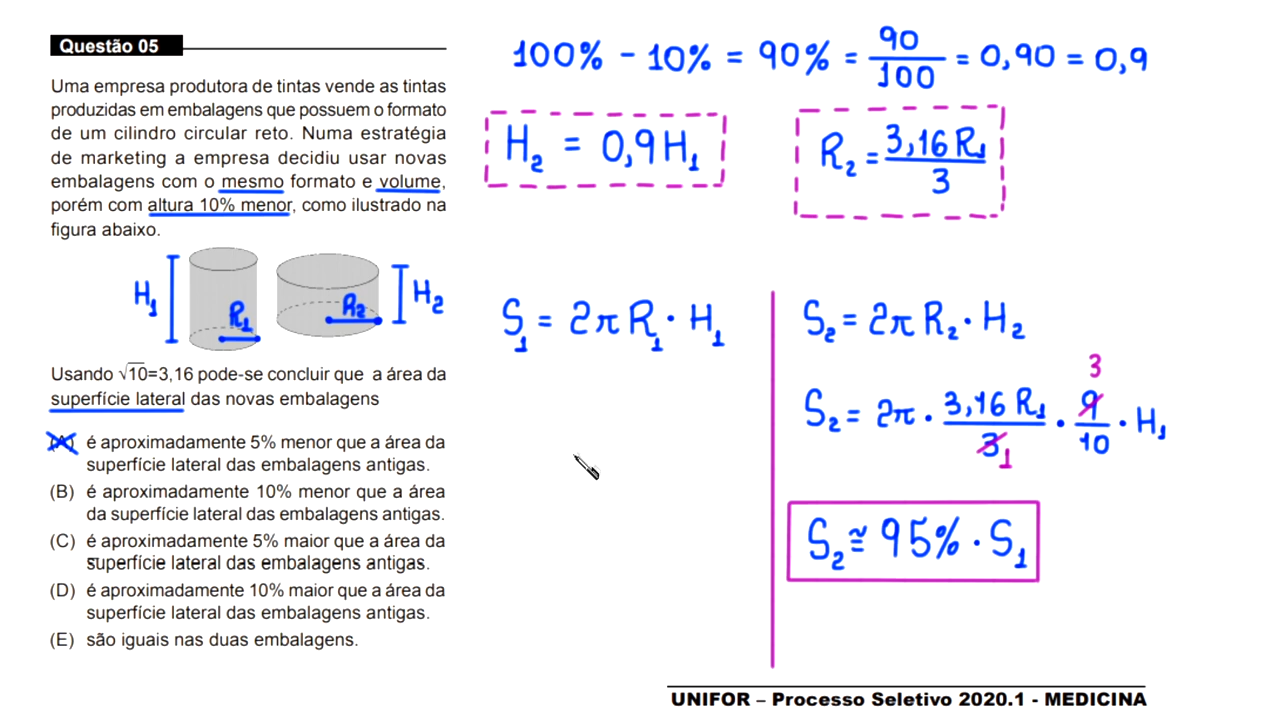 Questão 05
Uma empresa produtora de tintas vende as tintas
produzidas em embalagens que possuem o formato
de um cilindro circular reto. Numa estratégia
de marketing a empresa decidiu usar novas
embalagens com o mesmo formato e volume,
porém com altura 10% menor, como ilustrado na
figura abaixo.
H₁ R₁ R₂ H₂
Usando √10=3,16 pode-se concluir que a área da
superfície lateral das novas embalagens
(A) é aproximadamente 5% menor que a área da
superfície lateral das embalagens antigas.
(B) é aproximadamente 10% menor que a área
da superfície lateral das embalagens antigas.
(C) é aproximadamente 5% maior que a área da
superfície lateral das embalagens antigas.
(D) é aproximadamente 10% maior que a área da
superfície lateral das embalagens antigas.
(E) são iguais nas duas embalagens.
100% - 10% = 90% = 90/100 = 0,90 = 0,9
H₂ = 0,9 H₁
R₂ = 3,16 R₁/3
S₁ = 2π R₁ · H₁
S₂ = 2π R₂ · H₂
3
S₂ = 2π · 3,16 R₁/3 · 9/10 · H₁
1
S₂ ≅ 95% · S₁
UNIFOR – Processo Seletivo 2020.1 - MEDICINA